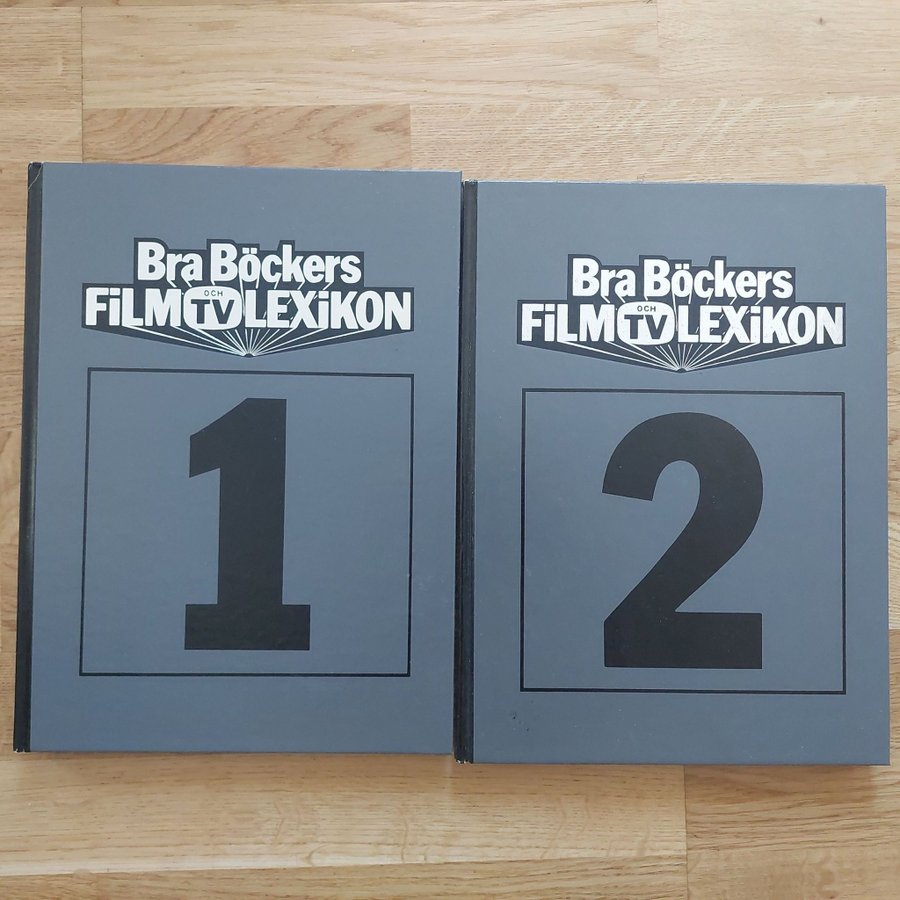 Bra Böckers
FiLM OCH TV LEXiKON
1
Bra Böckers
FiLM OCH TV LEXiKON
2